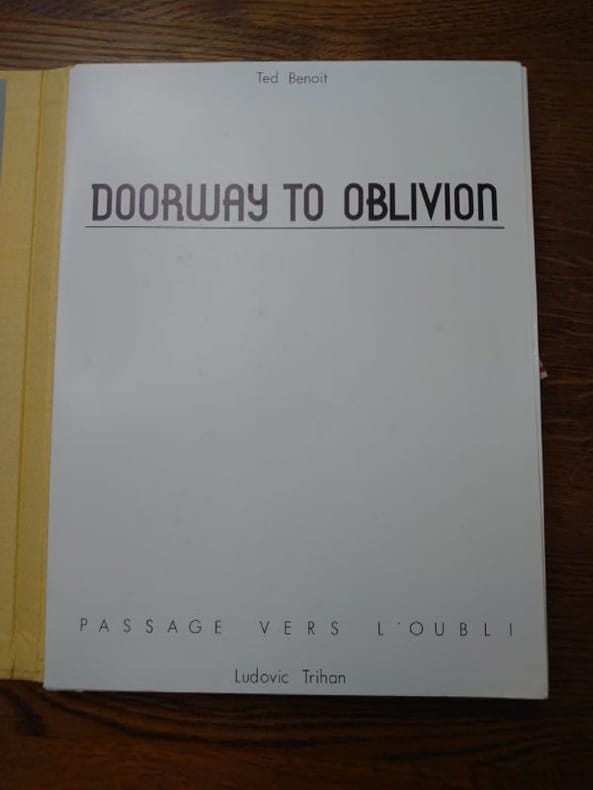 Ted Benoit
DOORWAY TO OBLIVION
PASSAGE VERS L'OUBLI
Ludovic Trihan